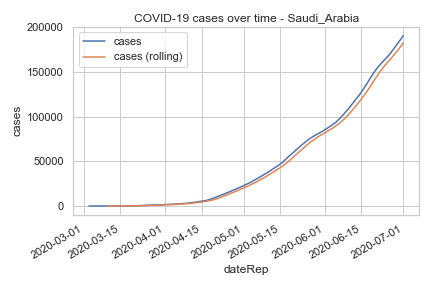 COVID-19 cases over time - Saudi_Arabia
cases
cases (rolling)
200000
150000
100000
50000
0
cases
2020-03-01
2020-03-15
2020-04-01
2020-04-15
2020-05-01
2020-05-15
2020-06-01
2020-06-15
2020-07-01
dateRep